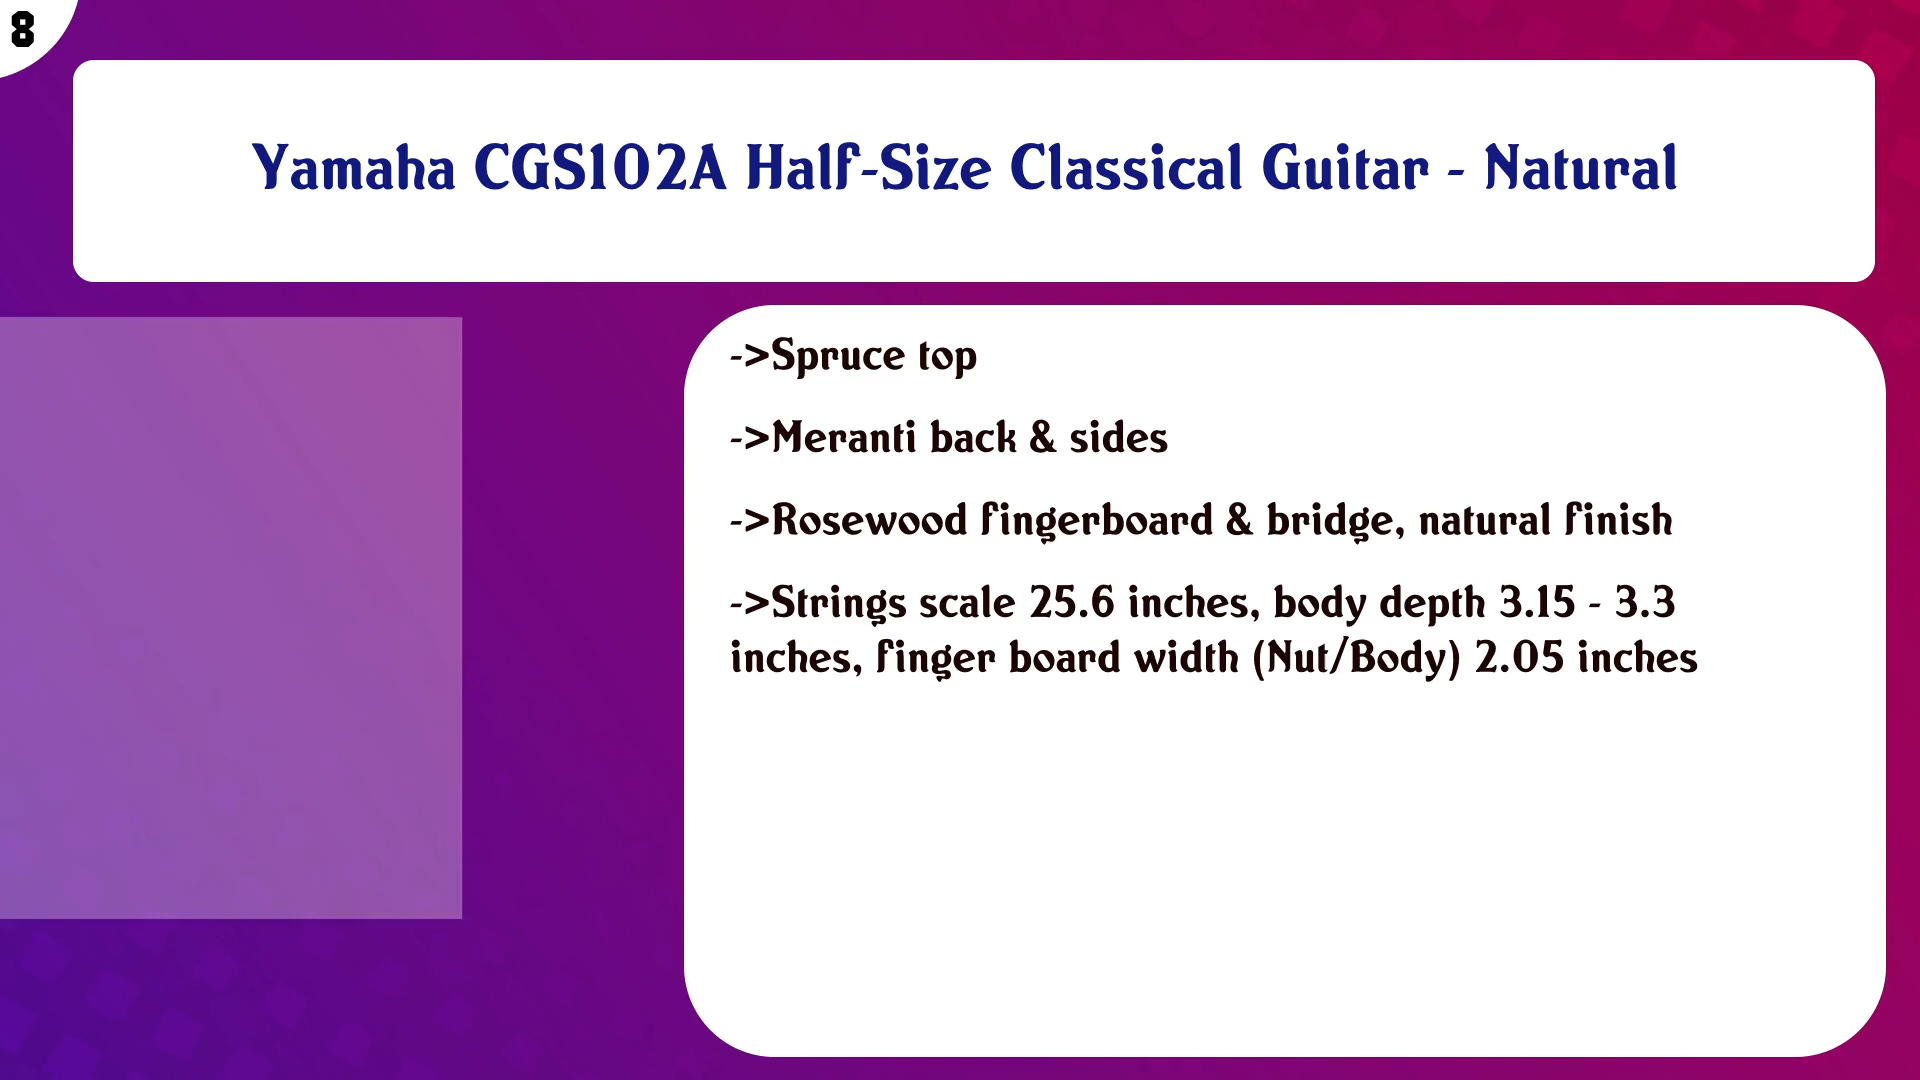 8
Yamaha CGS102A Half-Size Classical Guitar - Natural
->Spruce top
->Meranti back & sides
->Rosewood fingerboard & bridge, natural finish
->Strings scale 25.6 inches, body depth 3.15 - 3.3
inches, finger board width (Nut/Body) 2.05 inches